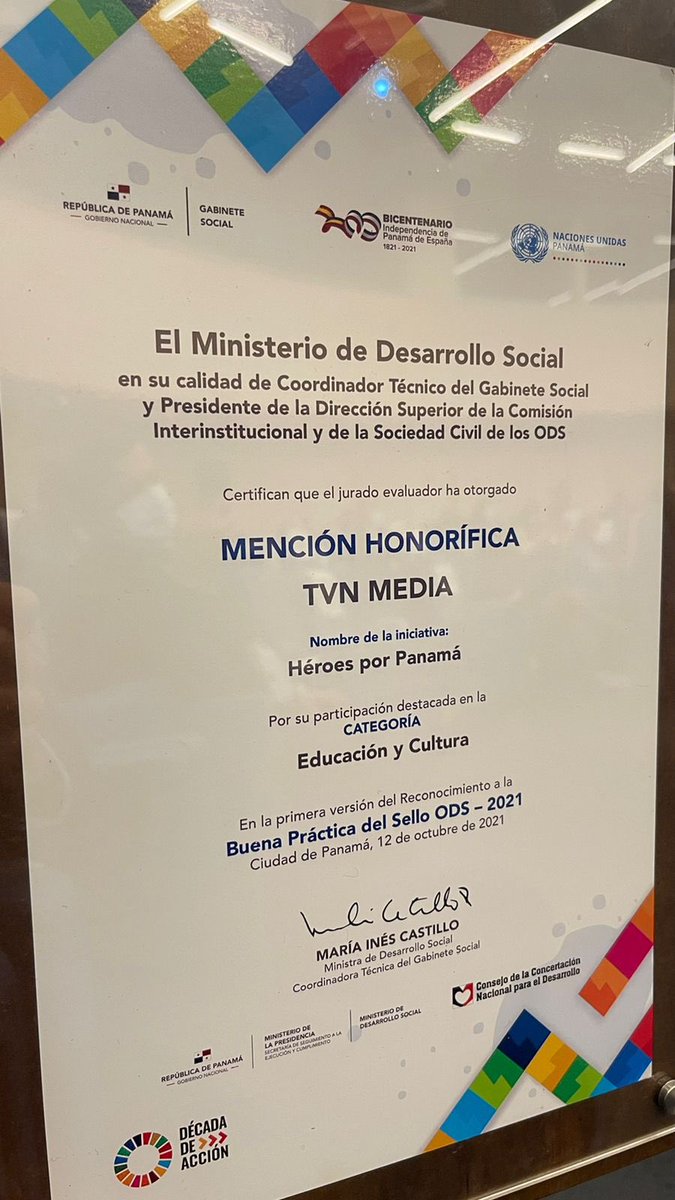 REPÚBLICA DE PANAMÁ
— GOBIERNO NACIONAL —
GABINETE
SOCIAL
BICENTENARIO
Independencia de
Panamá de España
1821 - 2021
NACIONES UNIDAS
PANAMÁ
El Ministerio de Desarrollo Social
en su calidad de Coordinador Técnico del Gabinete Social
y Presidente de la Dirección Superior de la Comisión
Interinstitucional y de la Sociedad Civil de los ODS
Certifican que el jurado evaluador ha otorgado
MENCIÓN HONORÍFICA
TVN MEDIA
Nombre de la iniciativa:
Héroes por Panamá
Por su participación destacada en la
CATEGORÍA
Educación y Cultura
En la primera versión del Reconocimiento a la
Buena Práctica del Sello ODS – 2021
Ciudad de Panamá, 12 de octubre de 2021
MARÍA INÉS CASTILLO
Ministra de Desarrollo Social
Coordinadora Técnica del Gabinete Social
Consejo de la Concertación
Nacional para el Desarrollo
REPÚBLICA DE PANAMÁ
— GOBIERNO NACIONAL —
MINISTERIO DE
LA PRESIDENCIA
SECRETARÍA DE SEGUIMIENTO A LA
EJECUCIÓN Y CUMPLIMIENTO
MINISTERIO DE
DESARROLLO SOCIAL
DÉCADA
DE >>>
ACCIÓN